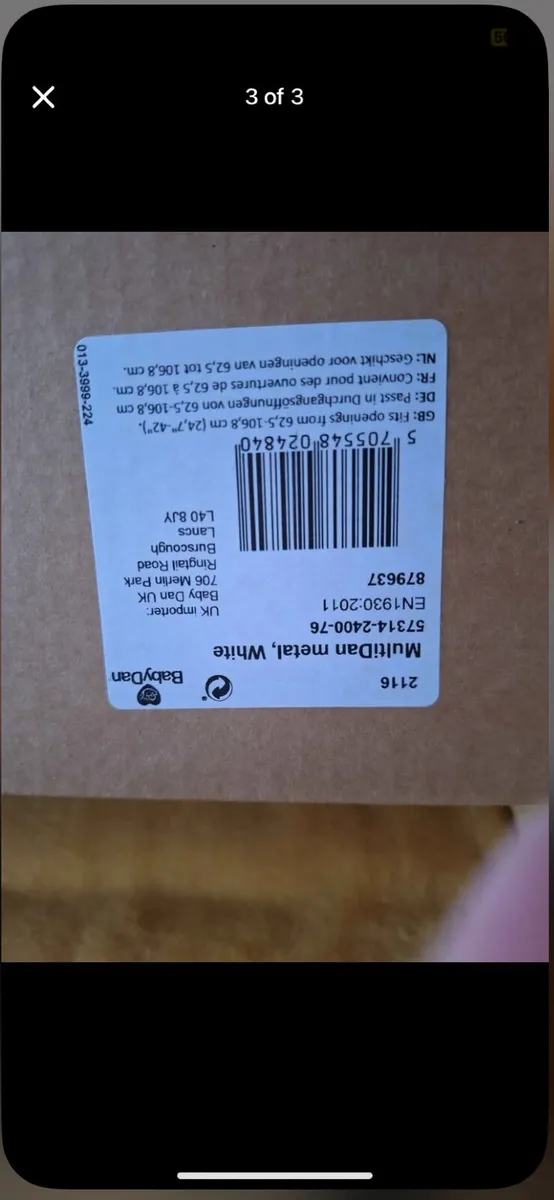 3 of 3
2116
BabyDan
MultiDan metal, White
57314-2400-76
EN1930:2011
879637
UK importer:
Baby Dan UK
706 Merlin Park
Ringtail Road
Burscough
Lancs
L40 8JY
5 705548 024840
GB: Fits openings from 62,5-106,8 cm (24,7"-42").
DE: Passt in Durchgangsöffnungen von 62,5-106,8 cm
FR: Convient pour des ouvertures de 62,5 à 106,8 cm.
NL: Geschikt voor openingen van 62,5 tot 106,8 cm.
013-3999-224